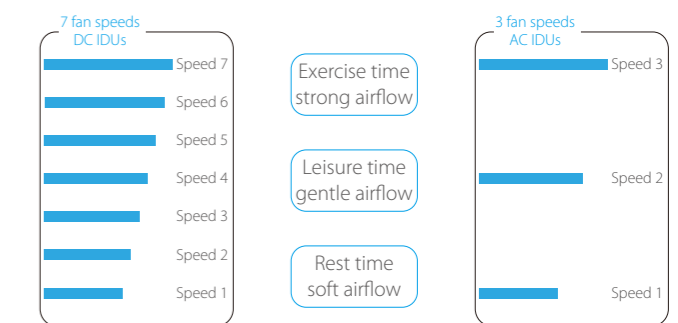 7 fan speeds
DC IDUs
Speed 7
Speed 6
Speed 5
Speed 4
Speed 3
Speed 2
Speed 1
Exercise time
strong airflow
Leisure time
gentle airflow
Rest time
soft airflow
3 fan speeds
AC IDUs
Speed 3
Speed 2
Speed 1